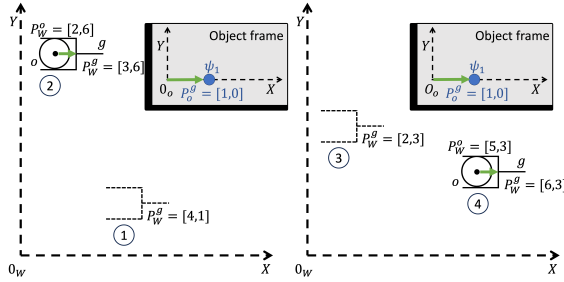 Y
P_W^o = [2,6]
g
o
P_W^g = [3,6]
2
Object frame
Y
ψ_1
0_o
P_o^g = [1,0]
X
P_W^g = [4,1]
1
0_W
X
Y
Object frame
Y
ψ_1
O_o
P_o^g = [1,0]
X
P_W^g = [2,3]
3
P_W^o = [5,3]
g
o
P_W^g = [6,3]
4
0_W
X